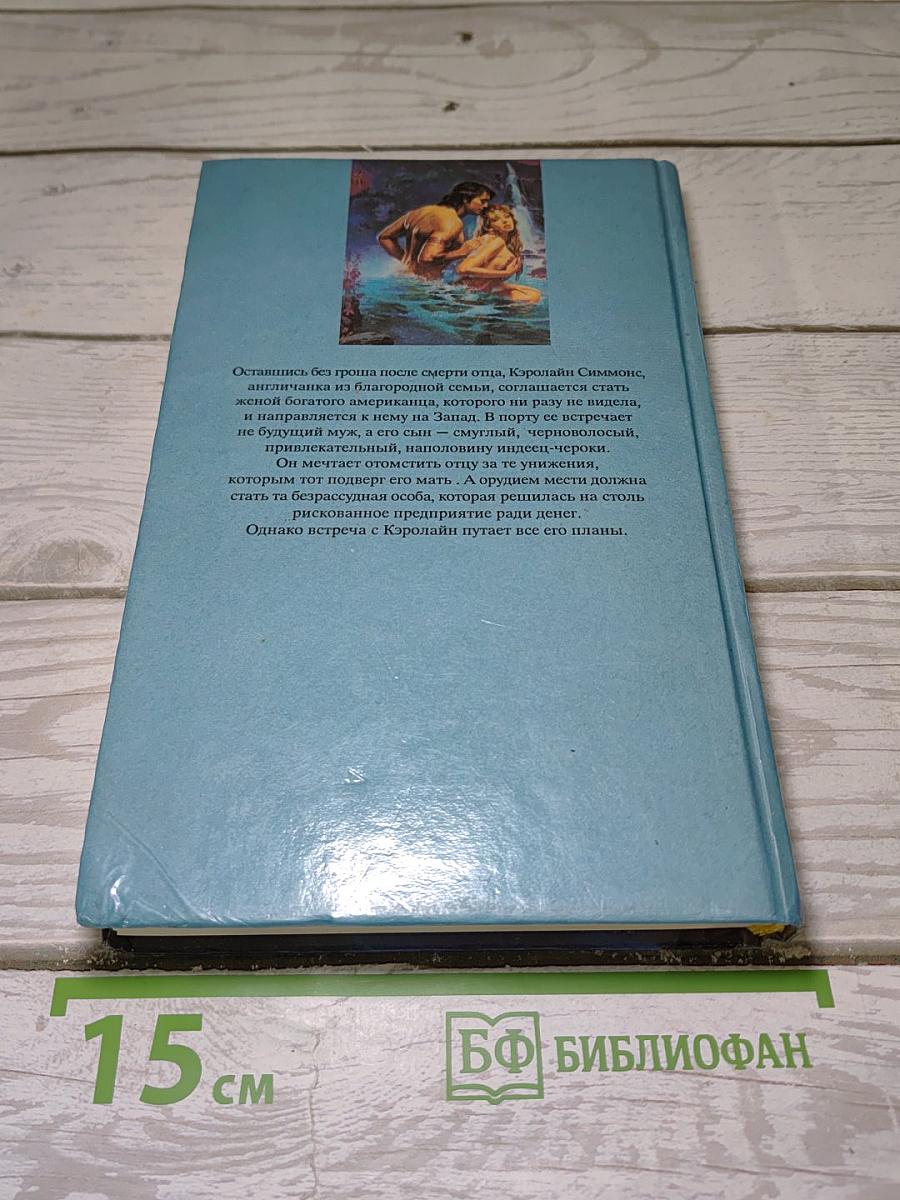 Оставшись без гроша после смерти отца, Кэролайн Симмонс,
англичанка из благородной семьи, соглашается стать
женой богатого американца, которого ни разу не видела,
и направляется к нему на Запад. В порту ее встречает
не будущий муж, а его сын — смуглый, черноволосый,
привлекательный, наполовину индеец-чероки.
Он мечтает отомстить отцу за те унижения,
которым тот подверг его мать . А орудием мести должна
стать та безрассудная особа, которая решилась на столь
рискованное предприятие ради денег.
Однако встреча с Кэролайн путает все его планы.
15 см
БФ БИБЛИОФАН